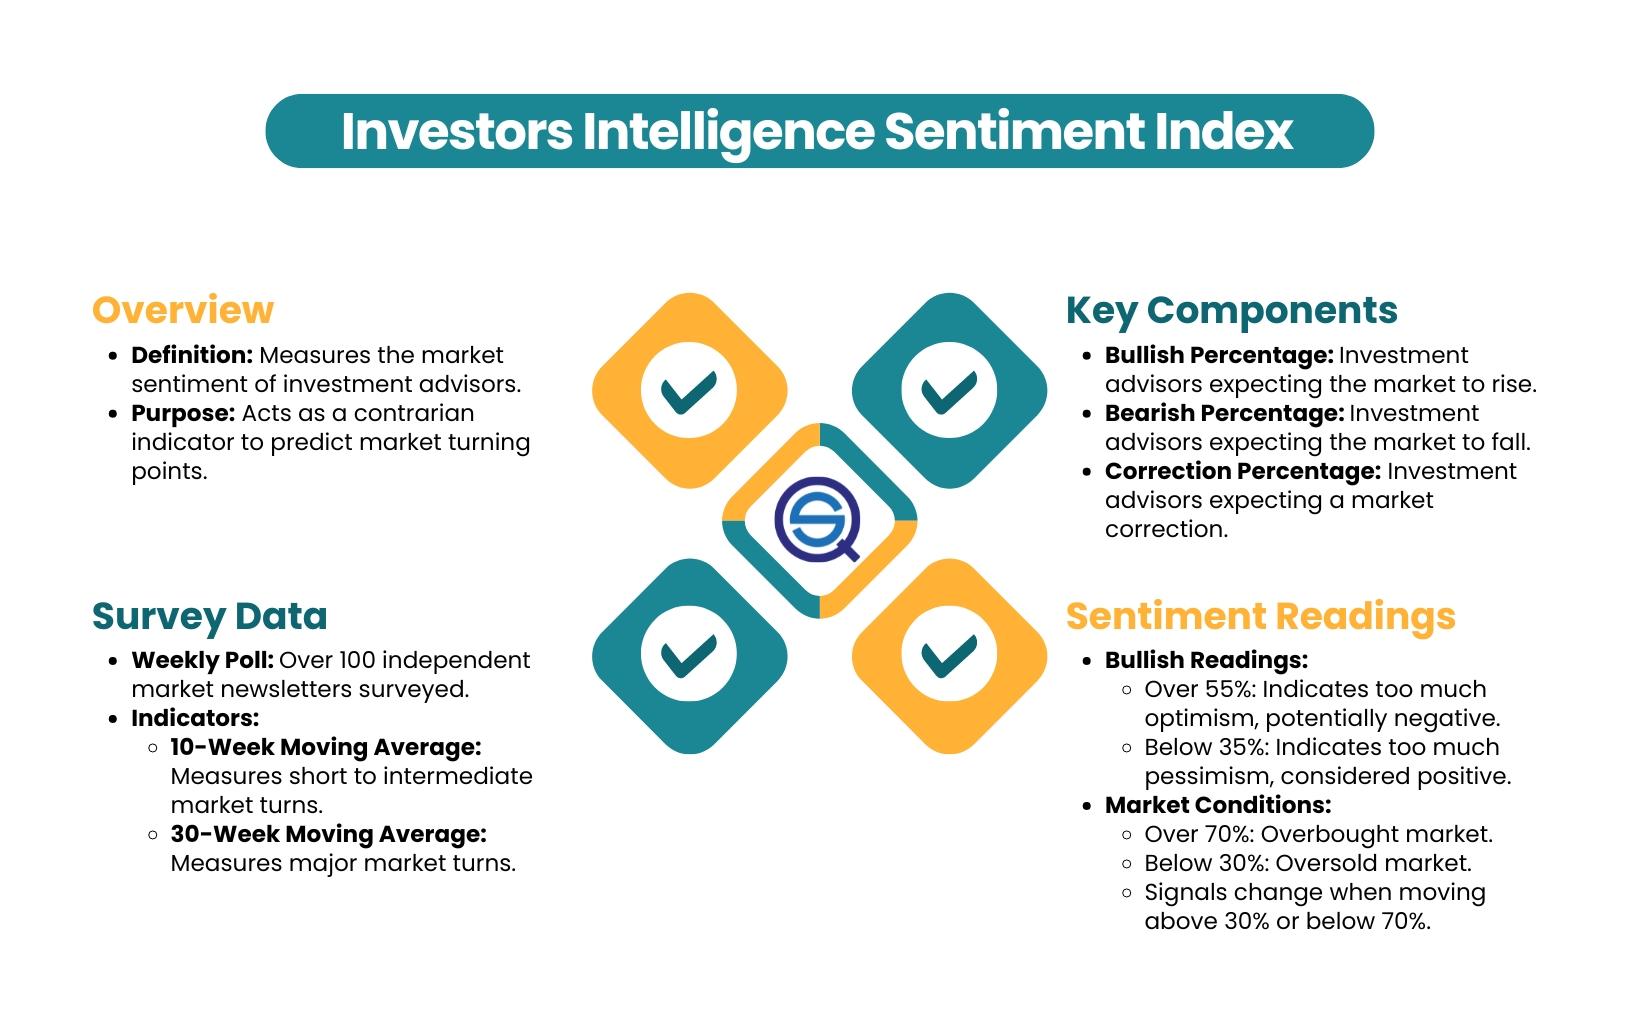 Investors Intelligence Sentiment Index
Overview
• Definition: Measures the market
sentiment of investment advisors.
• Purpose: Acts as a contrarian
indicator to predict market turning
points.
Key Components
• Bullish Percentage: Investment
advisors expecting the market to rise.
• Bearish Percentage: Investment
advisors expecting the market to fall.
• Correction Percentage: Investment
advisors expecting a market
correction.
Survey Data
• Weekly Poll: Over 100 independent
market newsletters surveyed.
• Indicators:
◦ 10-Week Moving Average:
Measures short to intermediate
market turns.
◦ 30-Week Moving Average:
Measures major market turns.
Sentiment Readings
• Bullish Readings:
◦ Over 55%: Indicates too much
optimism, potentially negative.
◦ Below 35%: Indicates too much
pessimism, considered positive.
• Market Conditions:
◦ Over 70%: Overbought market.
◦ Below 30%: Oversold market.
◦ Signals change when moving
above 30% or below 70%.